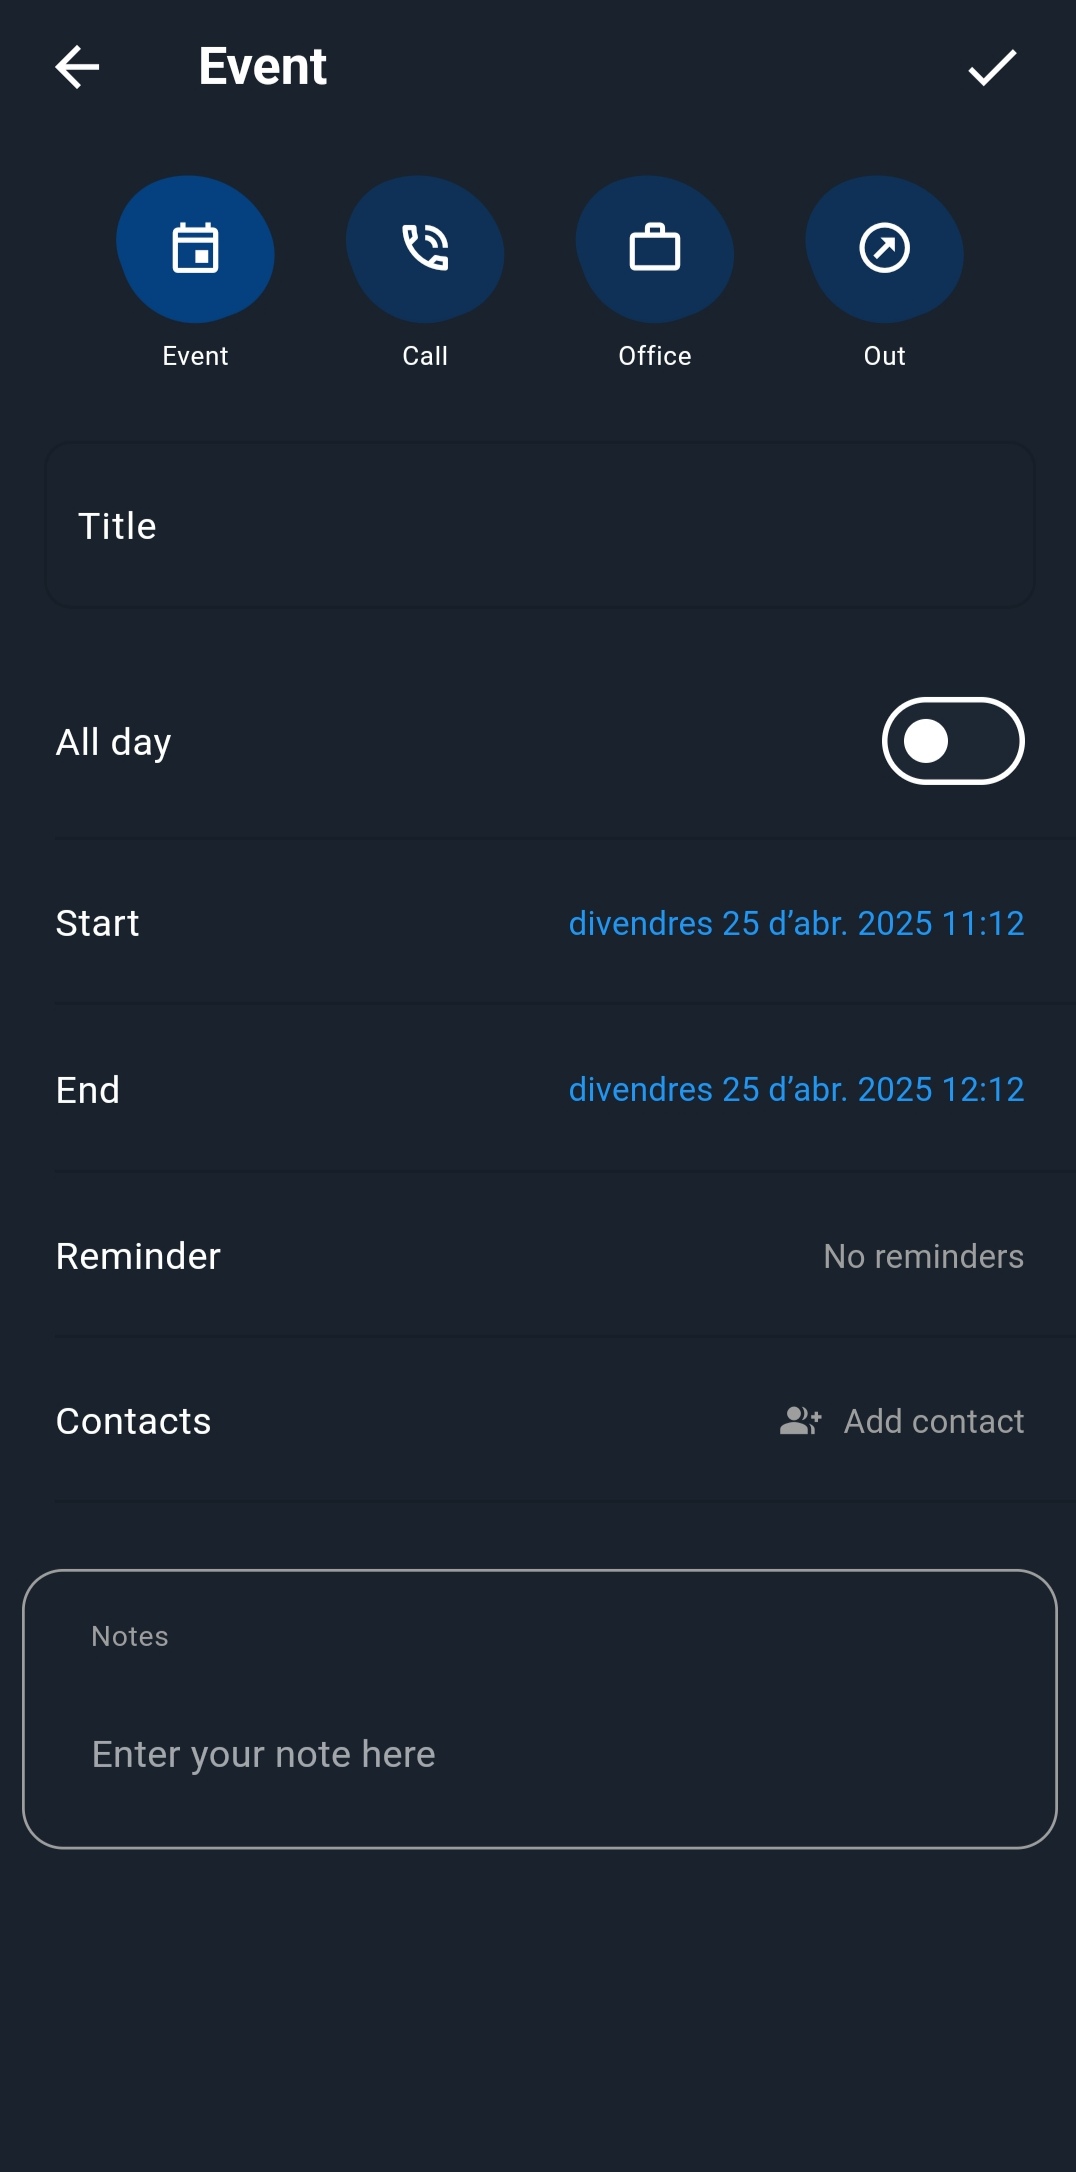 Event
Event
Call
Office
Out
Title
All day
Start
divendres 25 d’abr. 2025 11:12
End
divendres 25 d’abr. 2025 12:12
Reminder
No reminders
Contacts
Add contact
Notes
Enter your note here